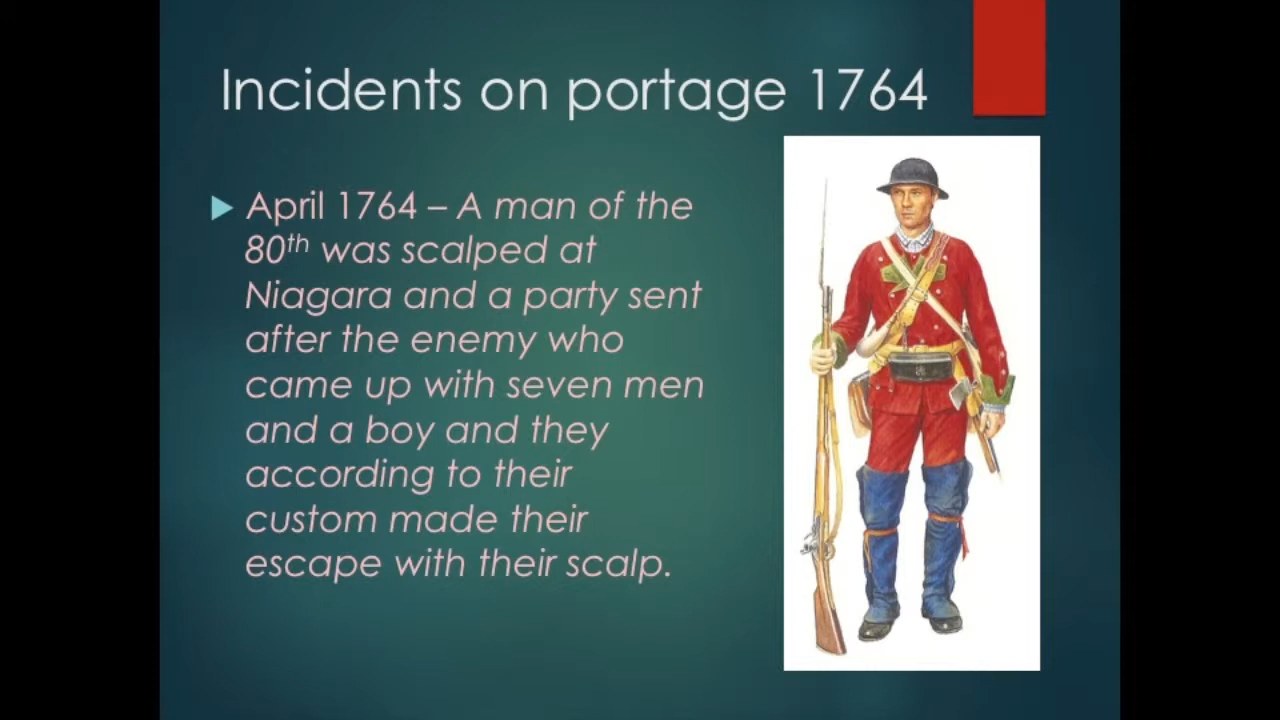 Incidents on portage 1764
April 1764 – A man of the
80th was scalped at
Niagara and a party sent
after the enemy who
came up with seven men
and a boy and they
according to their
custom made their
escape with their scalp.